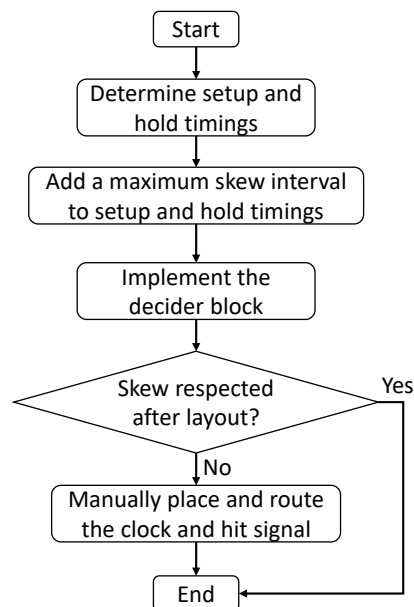 Start
Determine setup and
hold timings
Add a maximum skew interval
to setup and hold timings
Implement the
decider block
Skew respected
after layout?
Yes
No
Manually place and route
the clock and hit signal
End